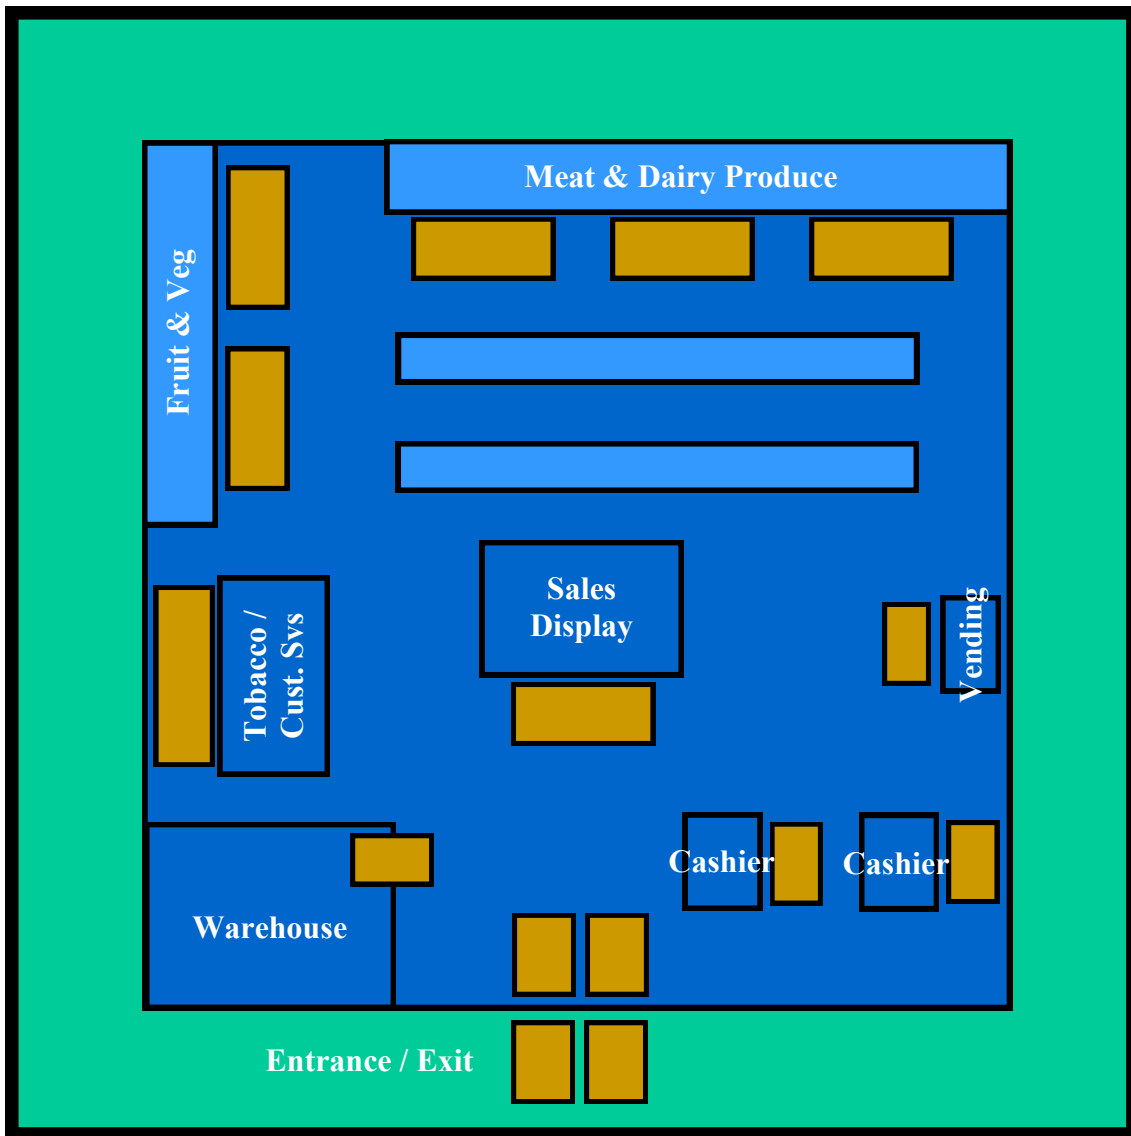 Meat & Dairy Produce
Fruit & Veg
Sales
Display
Vending
Tobacco /
Cust. Svs
Cashier
Cashier
Warehouse
Entrance / Exit